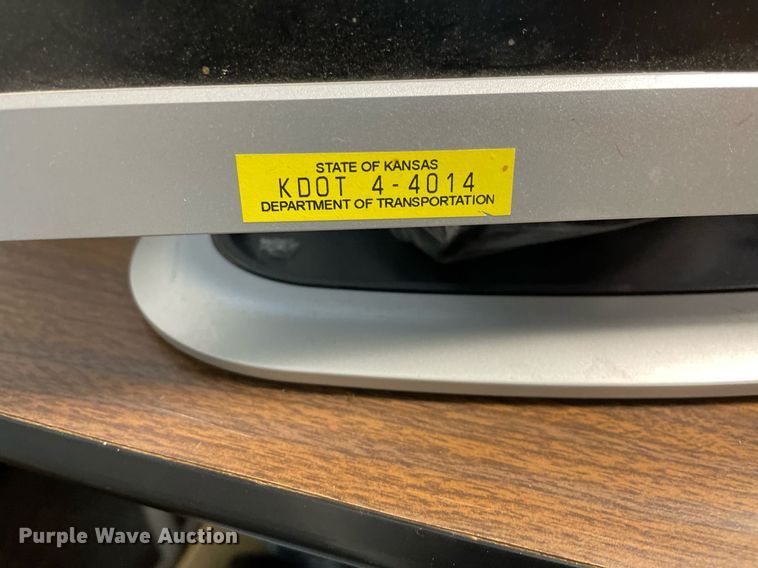 STATE OF KANSAS
KDOT 4-4014
DEPARTMENT OF TRANSPORTATION
Purple Wave Auction